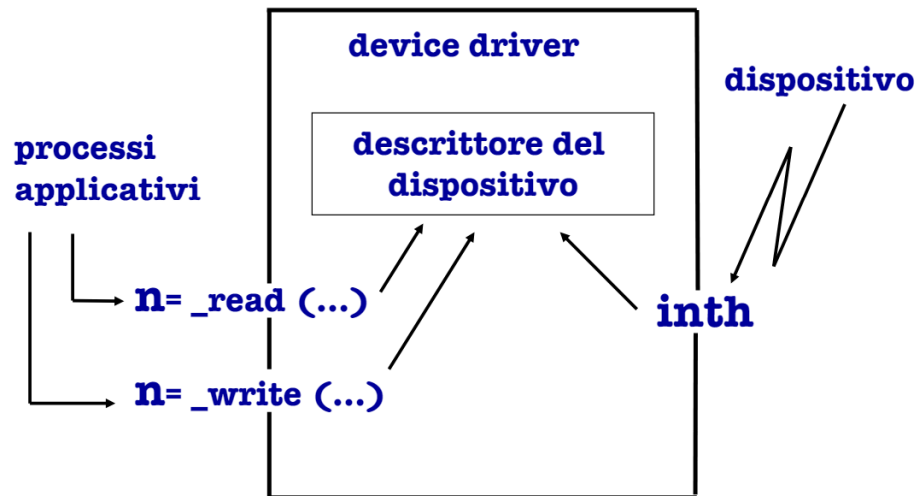 device driver
dispositivo
descrittore del
dispositivo
processi
applicativi
n= _read (...)
inth
n= _write (...)